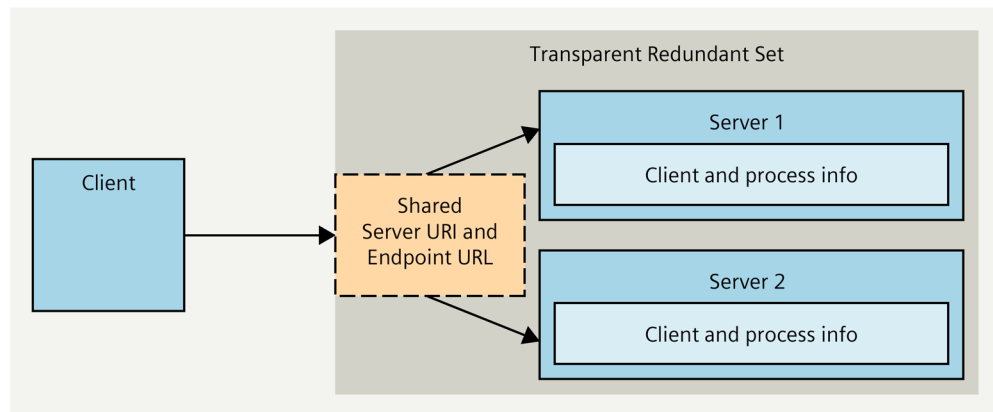 Transparent Redundant Set
Client
Shared
Server URI and
Endpoint URL
Server 1
Client and process info
Server 2
Client and process info